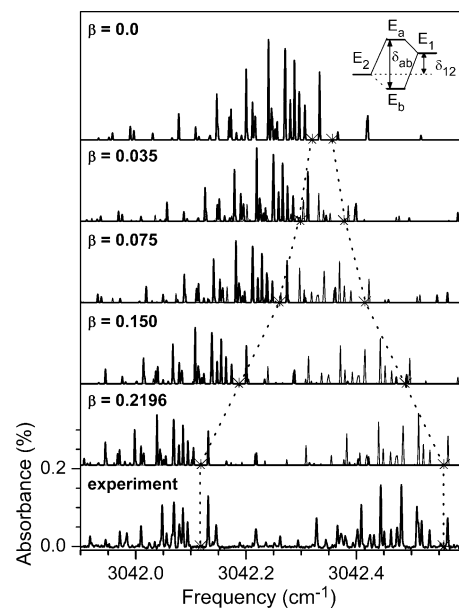 β = 0.0
E_a
E_1
E_2
δ_ab
δ_12
E_b
β = 0.035
β = 0.075
β = 0.150
β = 0.2196
0.2
experiment
0.0
Absorbance (%)
3042.0
3042.2
3042.4
Frequency (cm⁻¹)